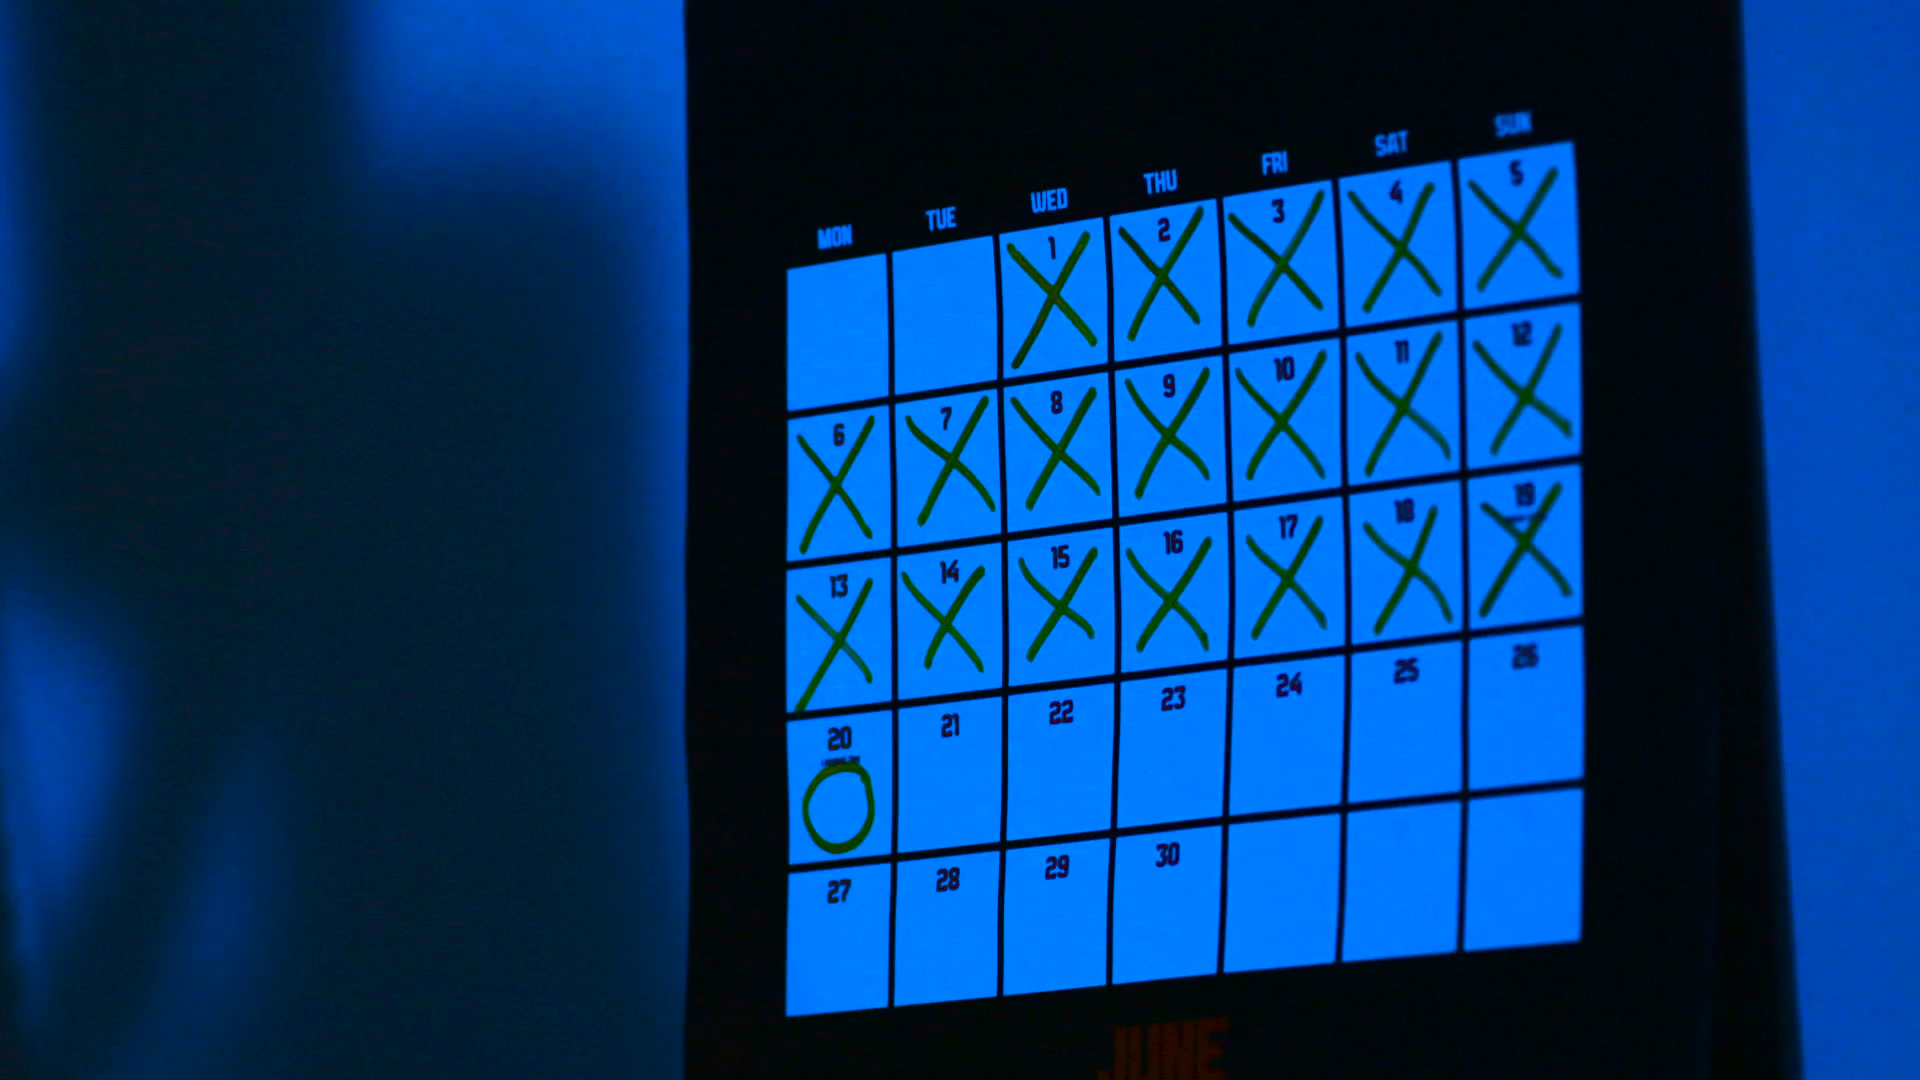 MON TUE WED THU FRI SAT SUN
1 2 3 4 5
6 7 8 9 10 11 12
13 14 15 16 17 18 19
20 21 22 23 24 25 26
27 28 29 30
JUNE